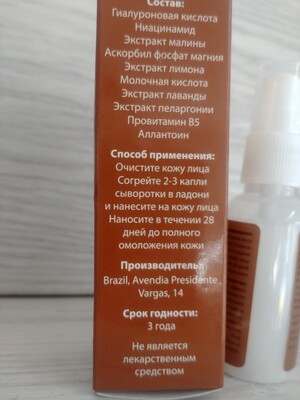 Состав:
Гиалуроновая кислота
Ниацинамид
Экстракт малины
Аскорбил фосфат магния
Экстракт лимона
Молочная кислота
Экстракт лаванды
Экстракт пеларгонии
Провитамин B5
Аллантоин
Способ применения:
Очистите кожу лица
Согрейте 2-3 капли
сыворотки в ладони
и нанесите на кожу лица
Наносите в течении 28
дней до полного
омоложения кожи
Производитель:
Brazil, Avendia Presidente
Vargas, 14
Срок годности:
3 года
Не является
лекарственным
средством